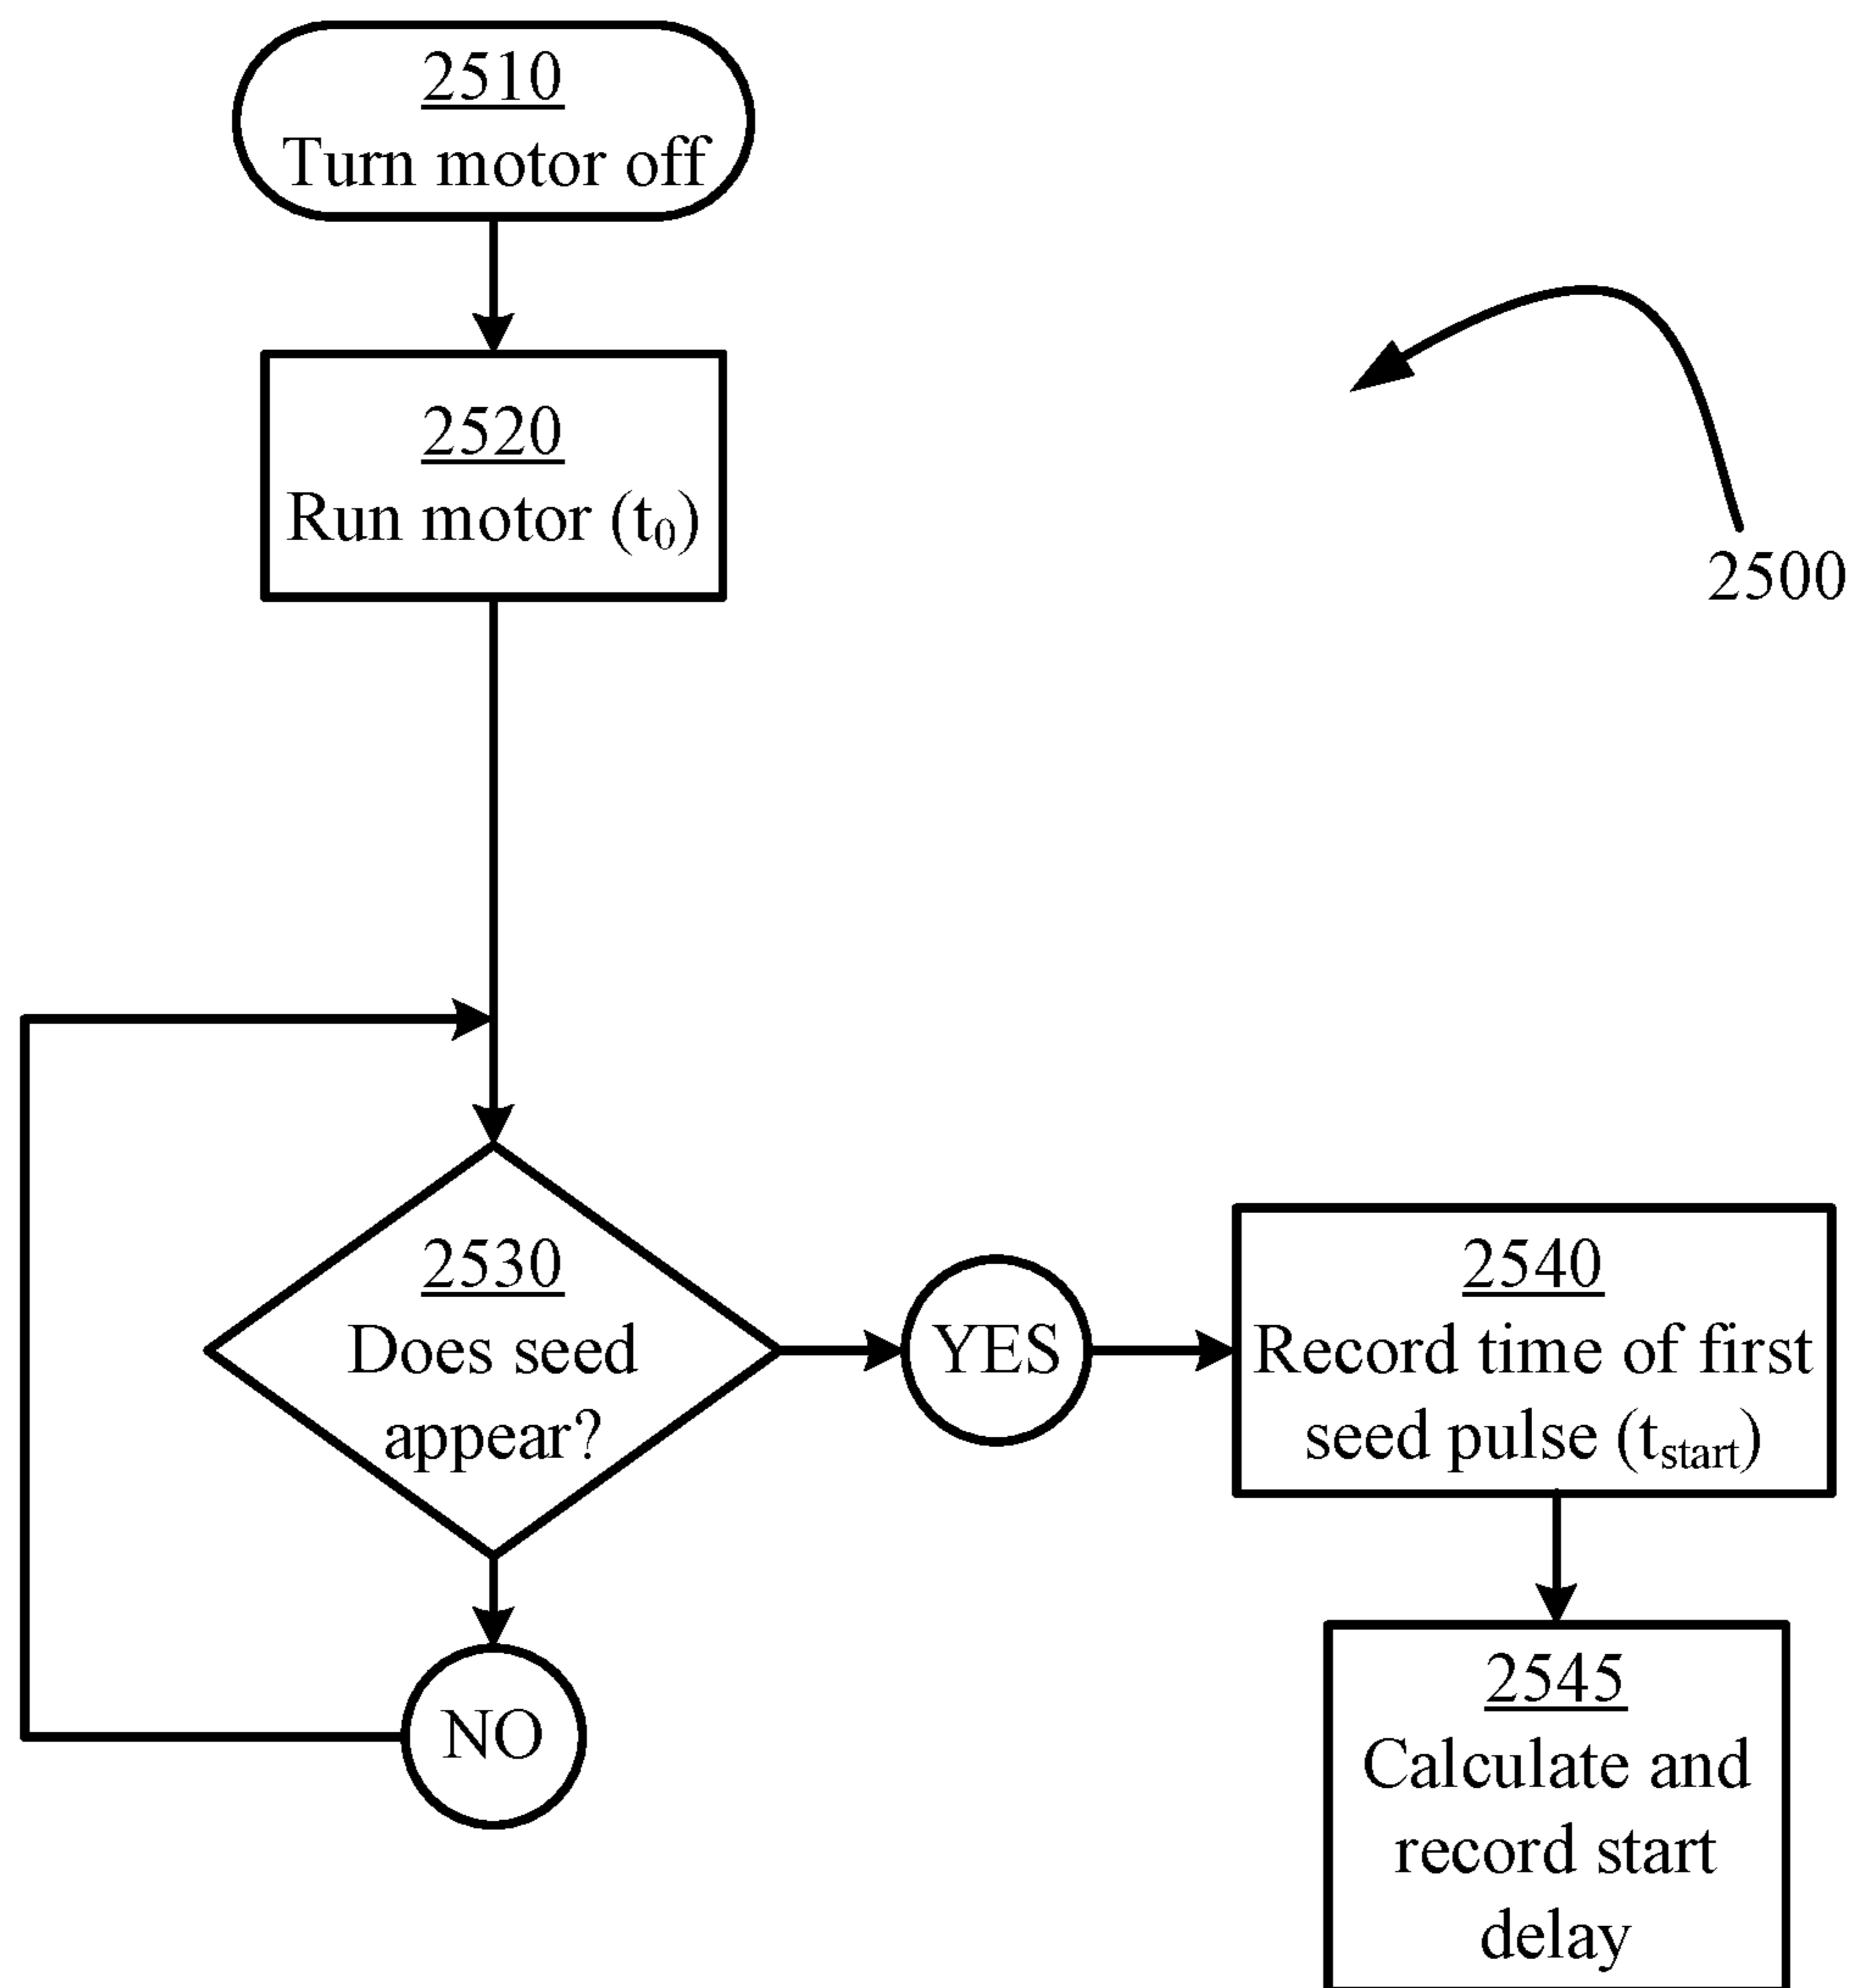 2510
Turn motor off
2520
Run motor (t₀)
2500
2530
Does seed
appear?
YES
2540
Record time of first
seed pulse (tstart)
NO
2545
Calculate and
record start
delay